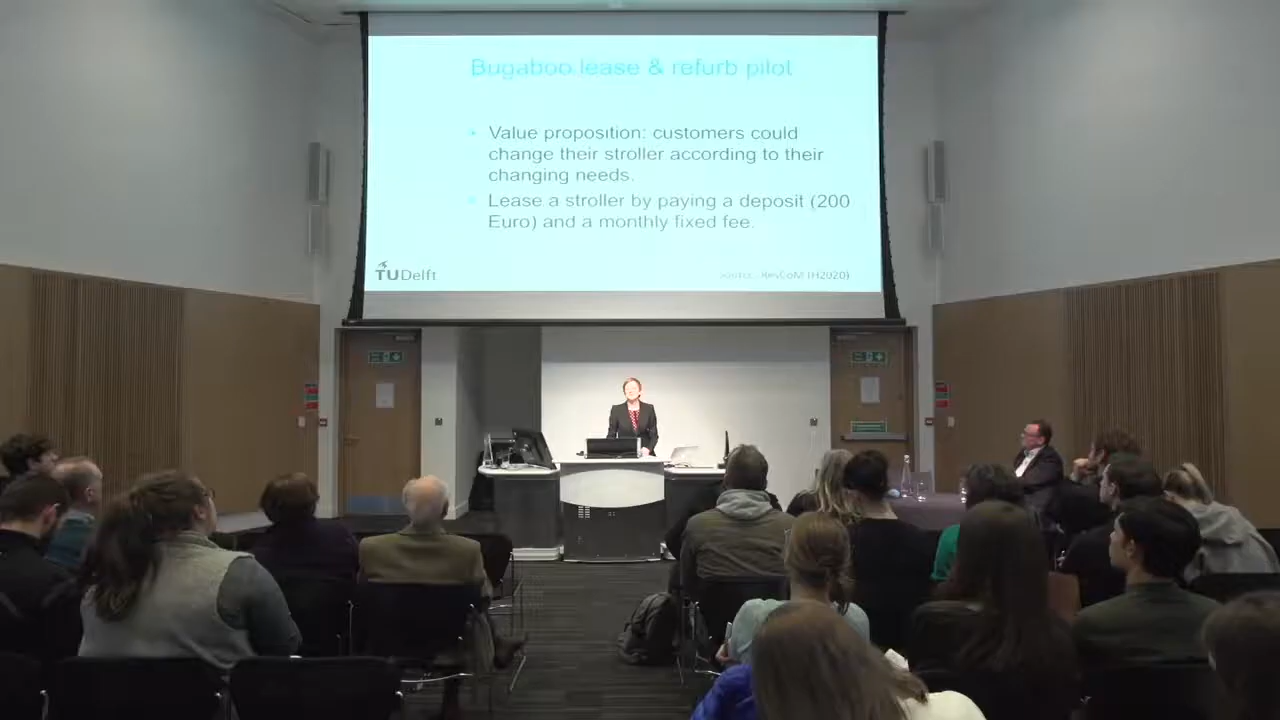 Bugaboo lease & refurb pilot
• Value proposition: customers could
change their stroller according to their
changing needs.
• Lease a stroller by paying a deposit (200
Euro) and a monthly fixed fee.
TUDelft
Source: ResCoM (H2020)